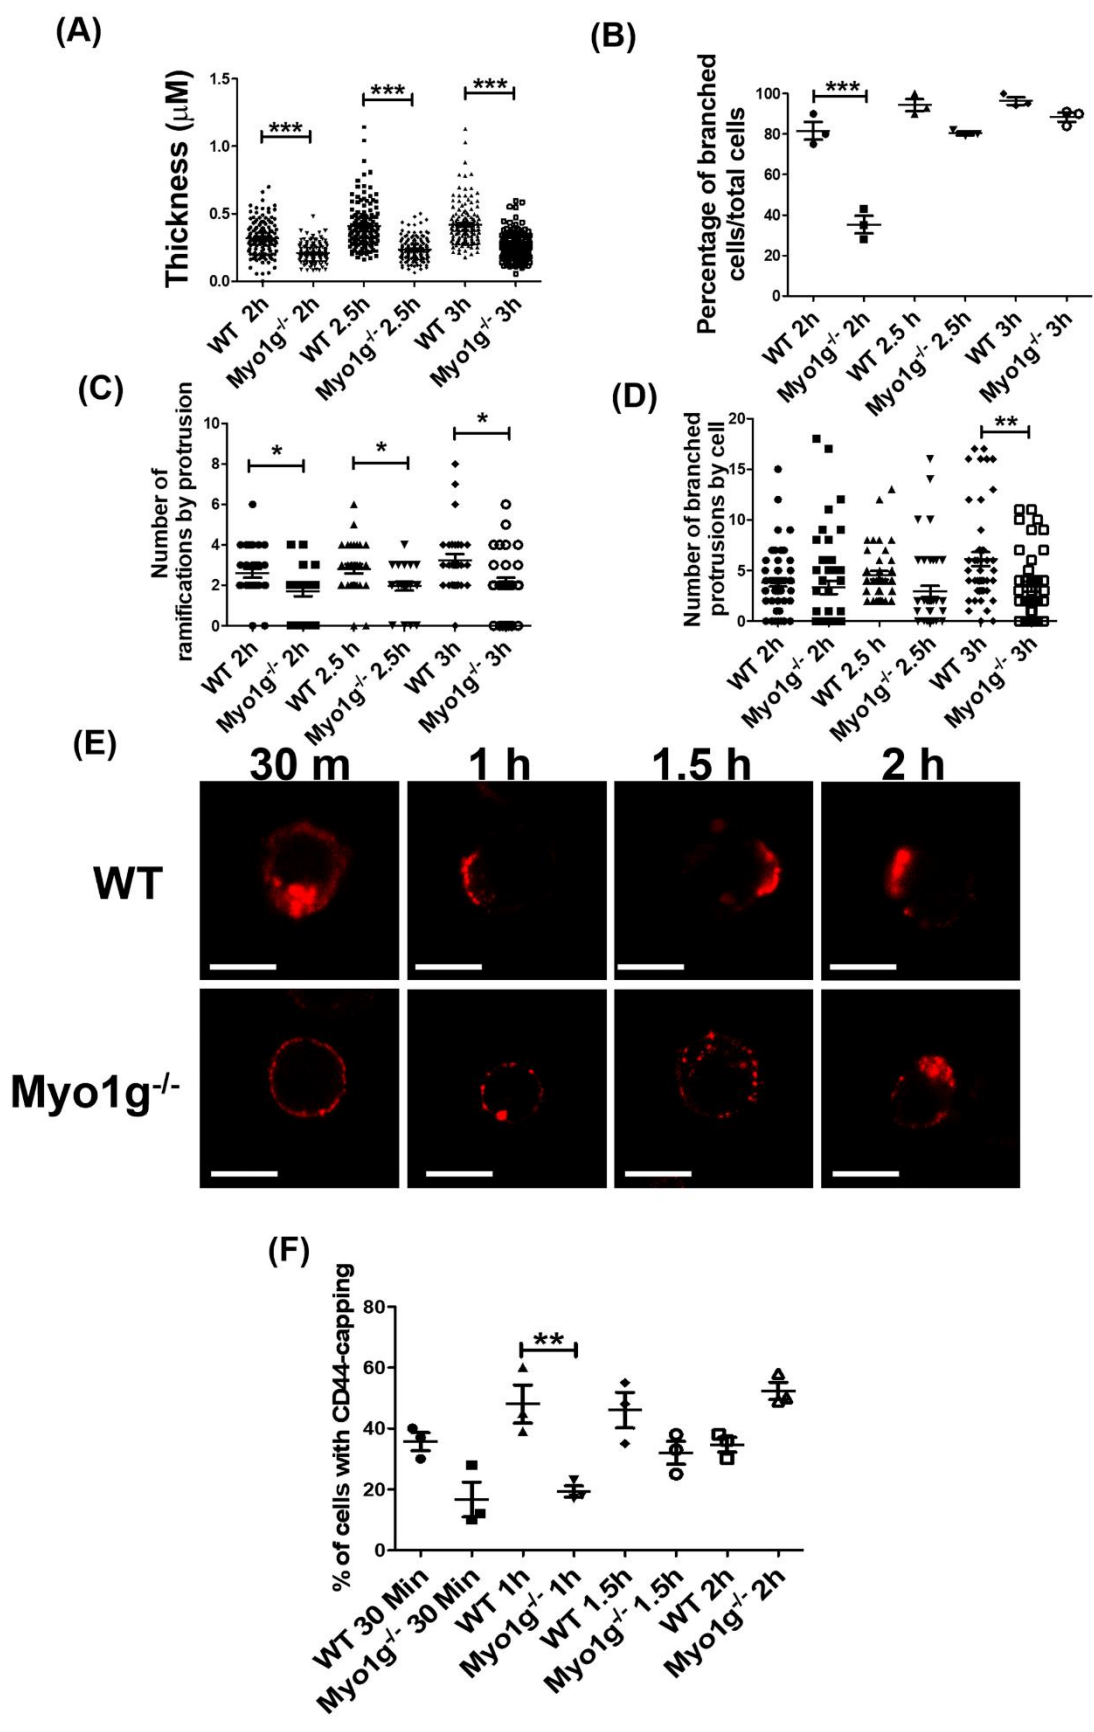 (A)
Thickness (μM)
1.5
1.0
0.5
0.0
***
***
***
WT 2h
Myo1g-/- 2h
WT 2.5h
Myo1g-/- 2.5h
WT 3h
Myo1g-/- 3h
(B)
Percentage of branched
cells/total cells
100
80
60
40
20
0
***
WT 2h
Myo1g-/- 2h
WT 2.5 h
Myo1g-/- 2.5h
WT 3h
Myo1g-/- 3h
(C)
Number of
ramifications by protrusion
10
8
6
4
2
0
*
*
*
WT 2h
Myo1g-/- 2h
WT 2.5 h
Myo1g-/- 2.5h
WT 3h
Myo1g-/- 3h
(D)
Number of branched
protrusions by cell
20
15
10
5
0
**
WT 2h
Myo1g-/- 2h
WT 2.5 h
Myo1g-/- 2.5h
WT 3h
Myo1g-/- 3h
(E)
30 m
1 h
1.5 h
2 h
WT
Myo1g-/-
(F)
% of cells with CD44-capping
80
60
40
20
0
**
WT 30 Min
Myo1g-/- 30 Min
WT 1h
Myo1g-/- 1h
WT 1.5h
Myo1g-/- 1.5h
WT 2h
Myo1g-/- 2h